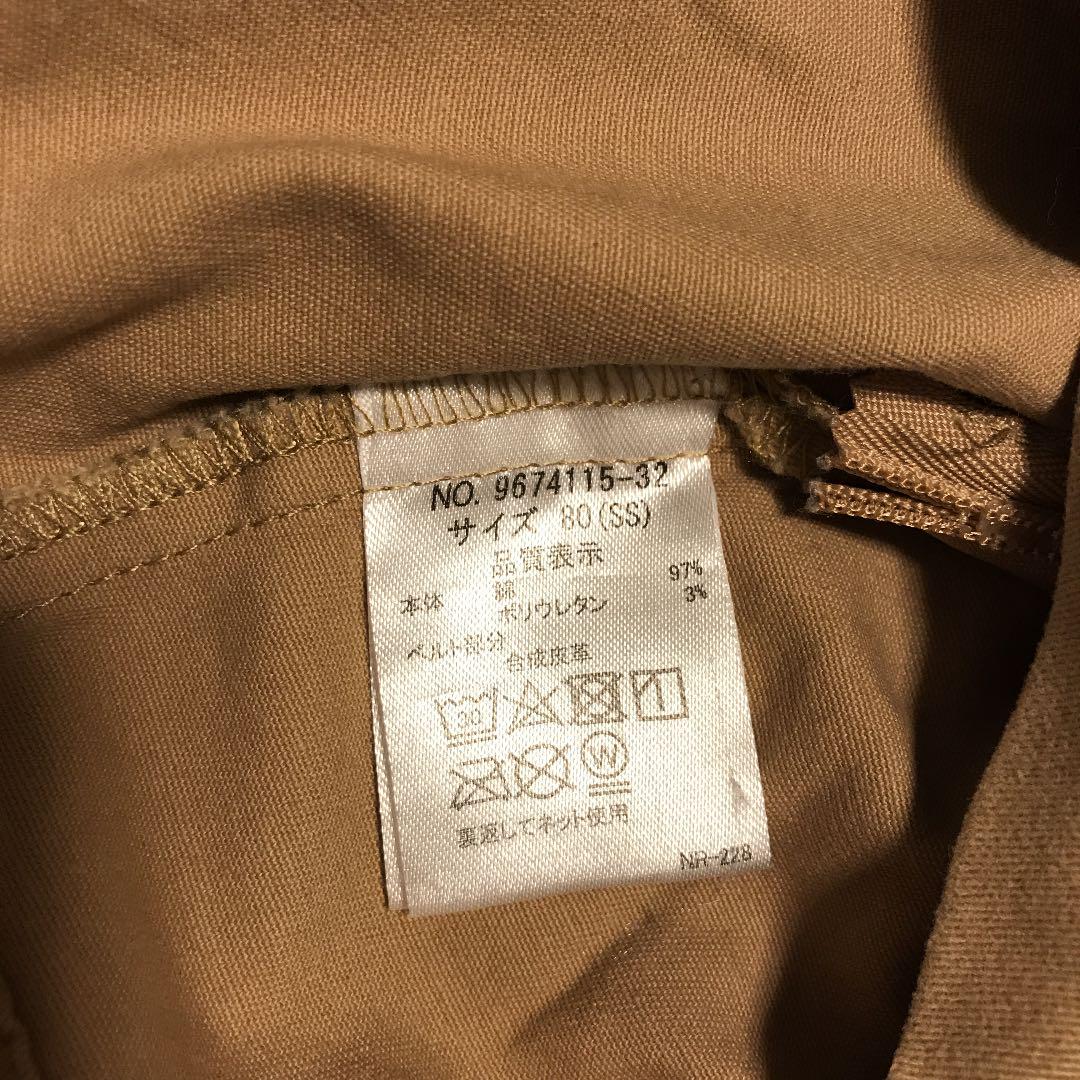 NO. 9674115-32
サイズ 80(SS)
品質表示
本体 綿 97%
ポリウレタン 3%
ベルト部分
合成皮革
30
W
裏返してネット使用
NR-228